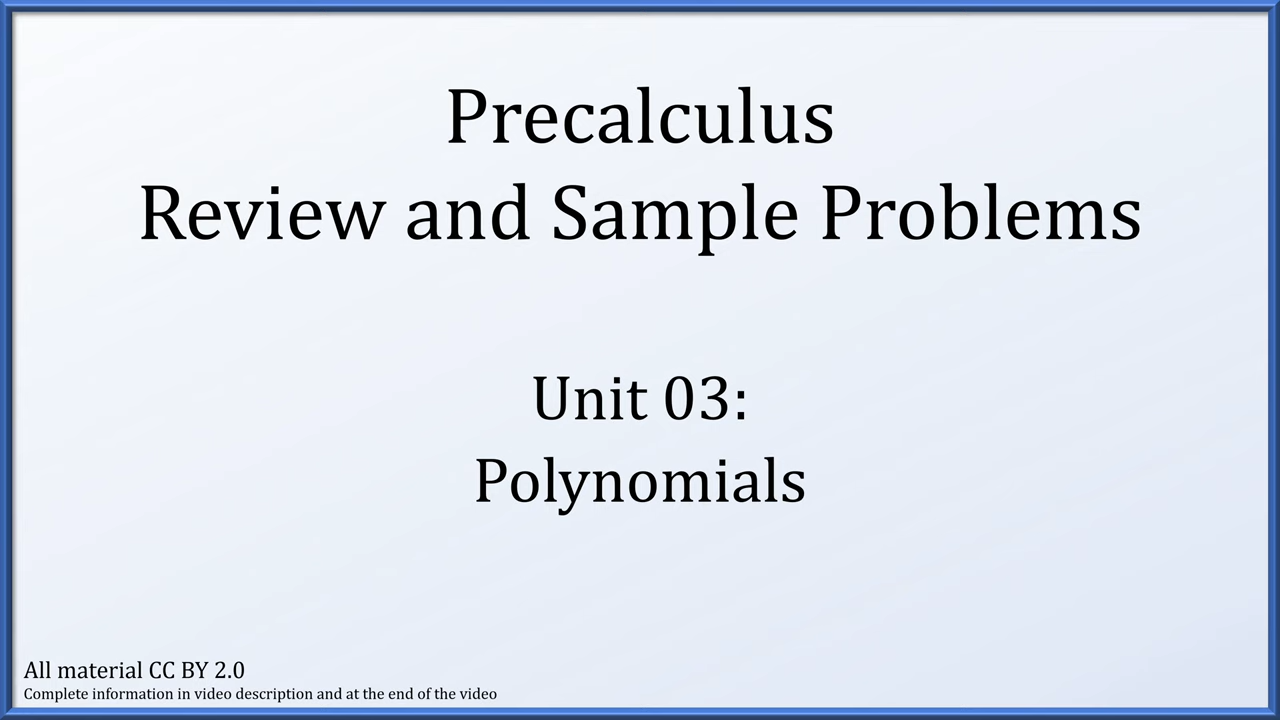 Precalculus
Review and Sample Problems
Unit 03:
Polynomials
All material CC BY 2.0
Complete information in video description and at the end of the video